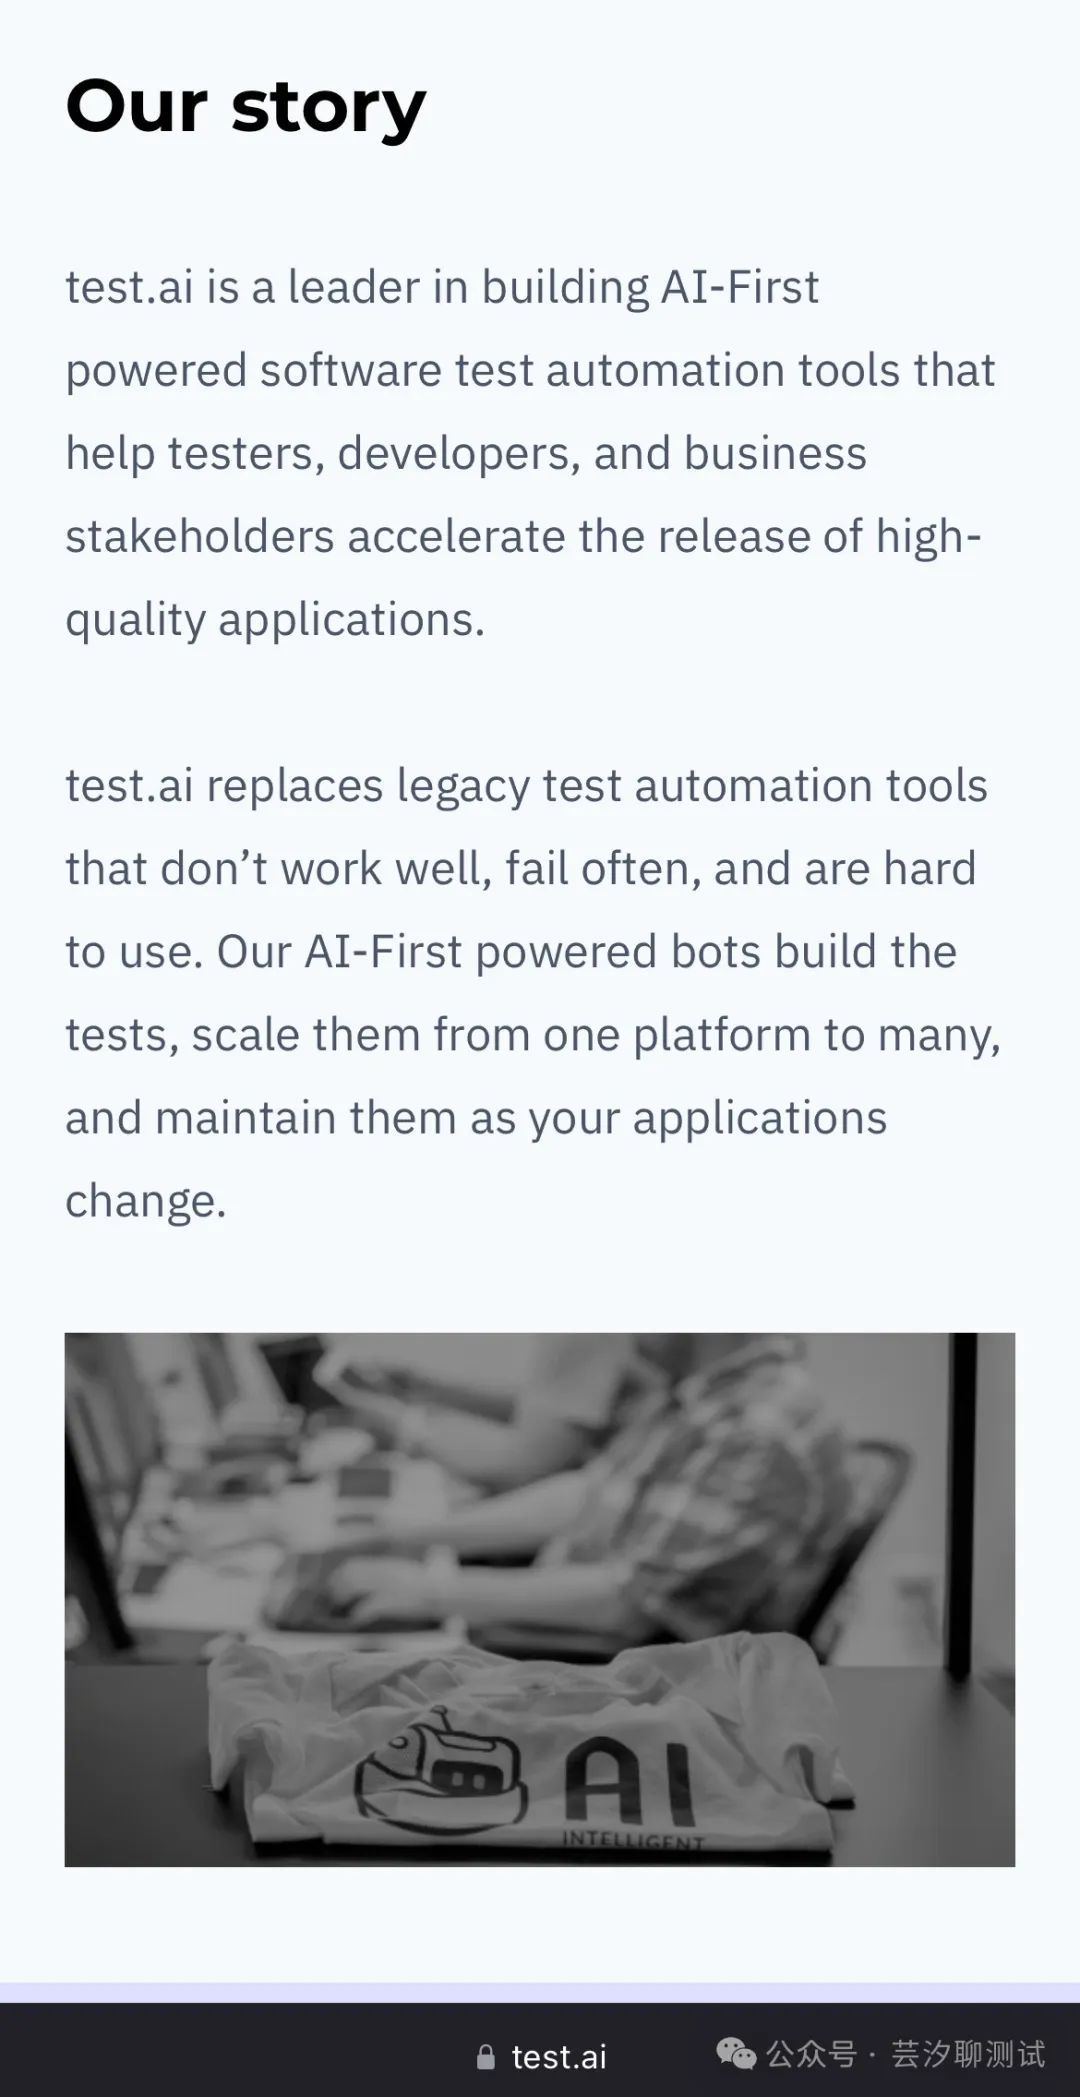 Our story
test.ai is a leader in building AI-First
powered software test automation tools that
help testers, developers, and business
stakeholders accelerate the release of high-
quality applications.
test.ai replaces legacy test automation tools
that don’t work well, fail often, and are hard
to use. Our AI-First powered bots build the
tests, scale them from one platform to many,
and maintain them as your applications
change.
AI
INTELLIGENT
test.ai
公众号 · 芸汐聊测试